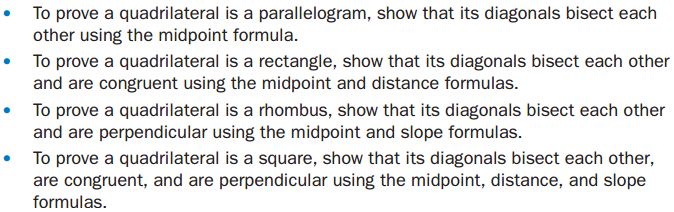 • To prove a quadrilateral is a parallelogram, show that its diagonals bisect each
other using the midpoint formula.
• To prove a quadrilateral is a rectangle, show that its diagonals bisect each other
and are congruent using the midpoint and distance formulas.
• To prove a quadrilateral is a rhombus, show that its diagonals bisect each other
and are perpendicular using the midpoint and slope formulas.
• To prove a quadrilateral is a square, show that its diagonals bisect each other,
are congruent, and are perpendicular using the midpoint, distance, and slope
formulas.